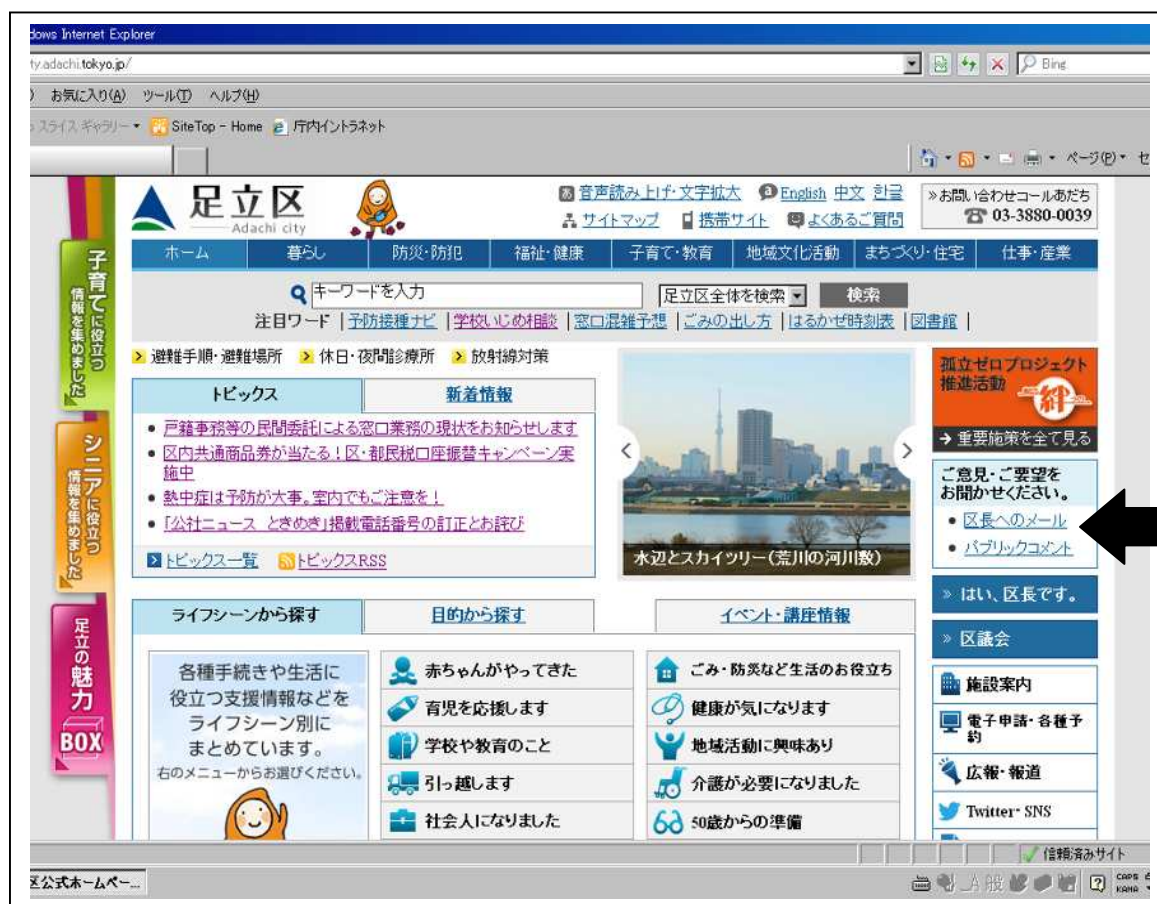 dows Internet Explorer
ty.adachi.tokyo.jp/
Bing
お気に入り(A) ツール(T) ヘルプ(H)
スライス ギャラリー SiteTop - Home 庁内イントラネット
ページ(P)
足立区
Adachi city
音声読み上げ・文字拡大 English 中文 한글
サイトマップ 携帯サイト よくあるご質問
»お問い合わせコールあだち
03-3880-0039
ホーム 暮らし 防災・防犯 福祉・健康 子育て・教育 地域文化活動 まちづくり・住宅 仕事・産業
キーワードを入力 足立区全体を検索 検索
注目ワード | 予防接種ナビ | 学校いじめ相談 | 窓口混雑予想 | ごみの出し方 | はるかぜ時刻表 | 図書館 |
子育てに役立つ
情報を集めました
シニアに役立つ
情報を集めました
足立の魅力
BOX
避難手順・避難場所 休日・夜間診療所 放射線対策
トピックス 新着情報
• 戸籍事務等の民間委託による窓口業務の現状をお知らせします
• 区内共通商品券が当たる！区・都民税口座振替キャンペーン実
施中
• 熱中症は予防が大事。室内でもご注意を！
• 「公社ニュース ときめき」掲載電話番号の訂正とお詫び
トピックス一覧 トピックスRSS
水辺とスカイツリー(荒川の河川敷)
孤立ゼロプロジェクト
推進活動
絆
→ 重要施策を全て見る
ご意見・ご要望を
お聞かせください。
• 区長へのメール
• パブリックコメント
» はい、区長です。
» 区議会
施設案内
電子申請・各種予
約
広報・報道
Twitter・SNS
ライフシーンから探す 目的から探す イベント・講座情報
各種手続きや生活に
役立つ支援情報などを
ライフシーン別に
まとめています。
右のメニューからお選びください。
赤ちゃんがやってきた
育児を応援します
学校や教育のこと
引っ越します
社会人になりました
ごみ・防災など生活のお役立ち
健康が気になります
地域活動に興味あり
介護が必要になりました
50歳からの準備
信頼済みサイト
区公式ホームペー...
A 般
CAPS
KANA